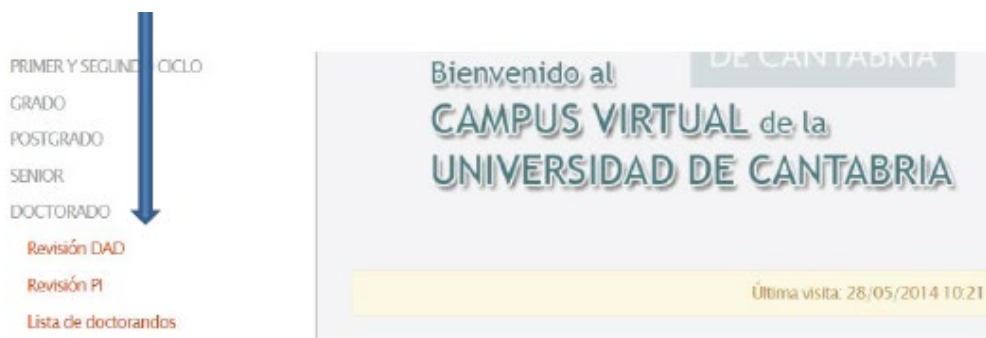 PRIMER Y SEGUNDO CICLO
GRADO
POSTGRADO
SENIOR
DOCTORADO
Revisión DAD
Revisión PI
Lista de doctorandos
DE CANTABRIA
Bienvenido al
CAMPUS VIRTUAL de la
UNIVERSIDAD DE CANTABRIA
Última visita: 28/05/2014 10:21